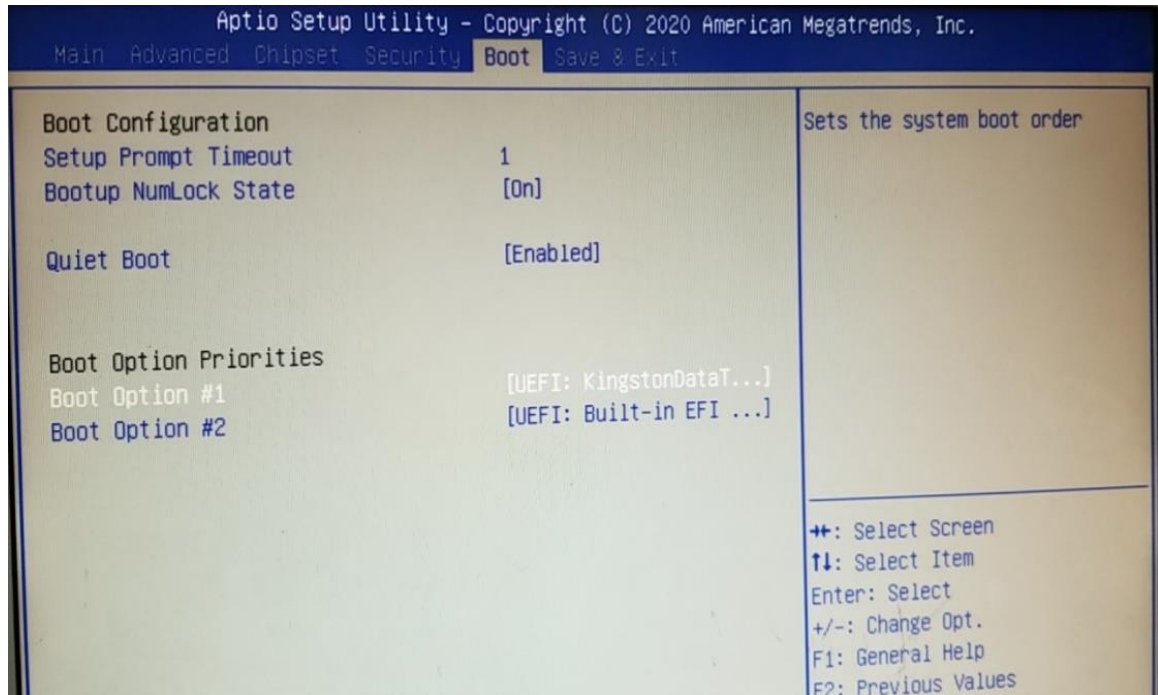 Aptio Setup Utility – Copyright (C) 2020 American Megatrends, Inc.
Main Advanced Chipset Security Boot Save & Exit
Boot Configuration
Setup Prompt Timeout 1
Bootup NumLock State [On]
Quiet Boot [Enabled]
Boot Option Priorities
Boot Option #1 [UEFI: KingstonDataT...]
Boot Option #2 [UEFI: Built-in EFI ...]
Sets the system boot order
→←: Select Screen
↑↓: Select Item
Enter: Select
+/-: Change Opt.
F1: General Help
F2: Previous Values